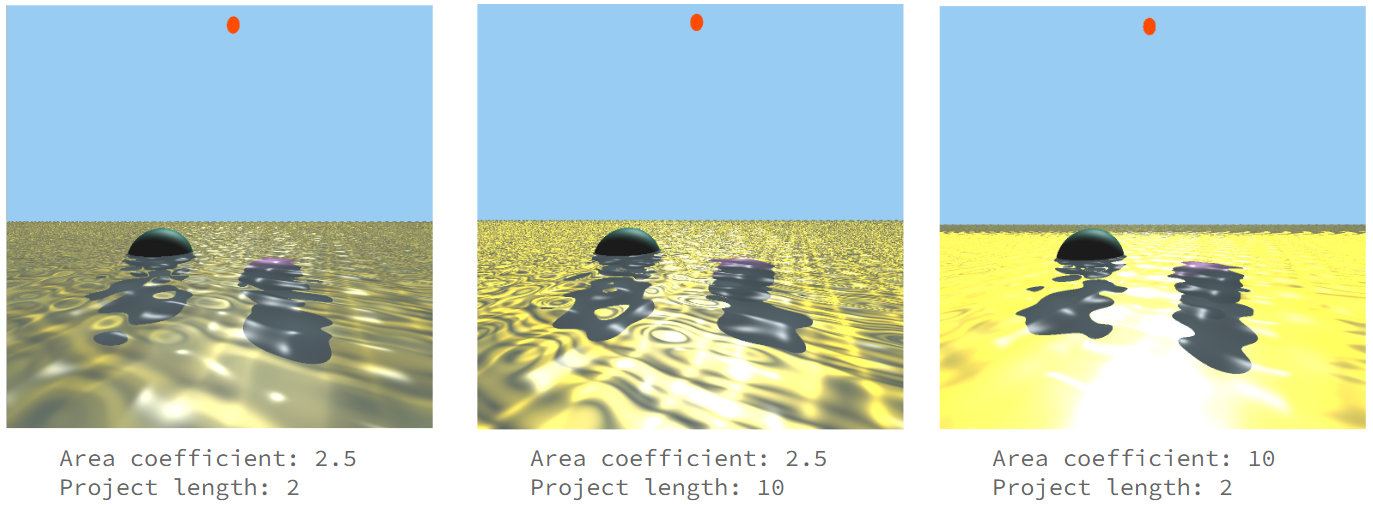 Area coefficient: 2.5
Project length: 2
Area coefficient: 2.5
Project length: 10
Area coefficient: 10
Project length: 2